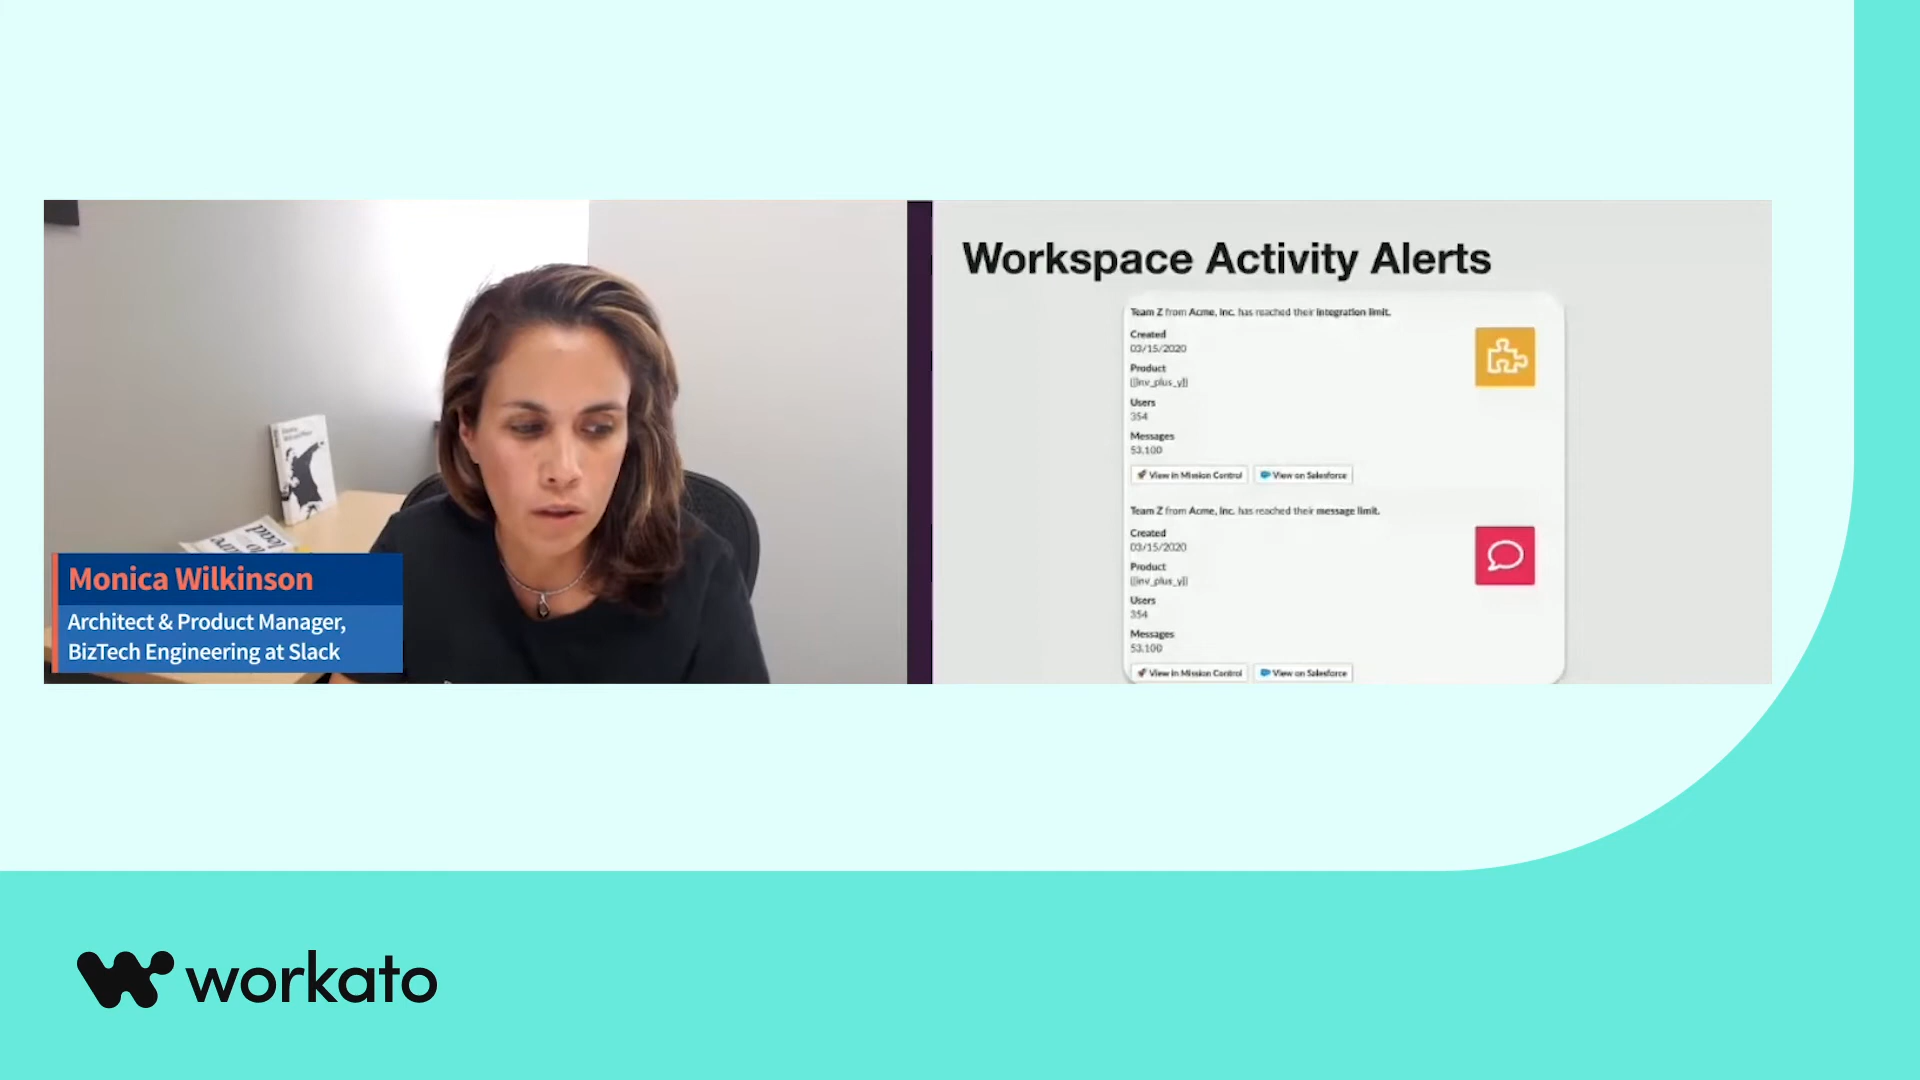 Monica Wilkinson
Architect & Product Manager,
BizTech Engineering at Slack
Workspace Activity Alerts
Team Z from Acme, Inc. has reached their integration limit.
Created
03/15/2020
Product
Users
354
Messages
53,100
View in Mission Control
View on Salesforce
Team Z from Acme, Inc. has reached their message limit.
Created
03/15/2020
Product
Users
354
Messages
53,100
View in Mission Control
View on Salesforce
workato